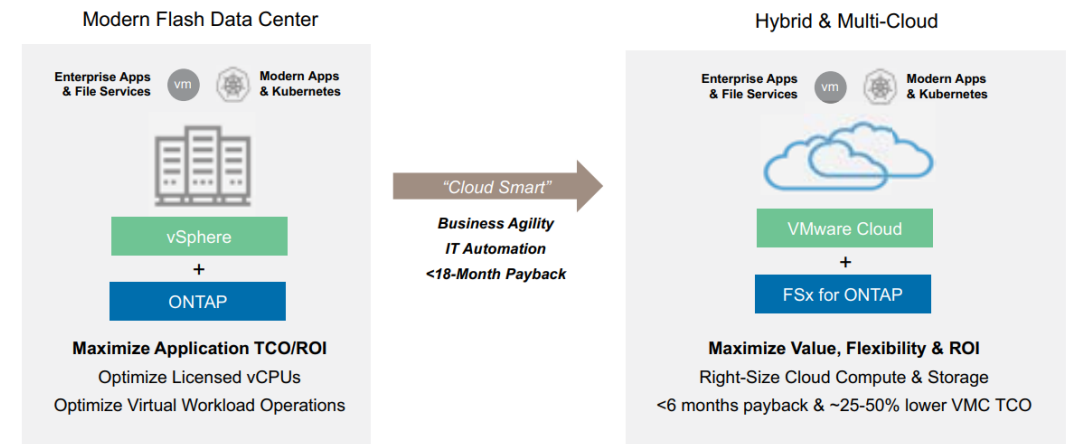 Modern Flash Data Center
Enterprise Apps
& File Services
vm
Modern Apps
& Kubernetes
vSphere
+
ONTAP
Maximize Application TCO/ROI
Optimize Licensed vCPUs
Optimize Virtual Workload Operations
“Cloud Smart”
Business Agility
IT Automation
<18-Month Payback
Hybrid & Multi-Cloud
Enterprise Apps
& File Services
vm
Modern Apps
& Kubernetes
VMware Cloud
+
FSx for ONTAP
Maximize Value, Flexibility & ROI
Right-Size Cloud Compute & Storage
<6 months payback & ~25-50% lower VMC TCO